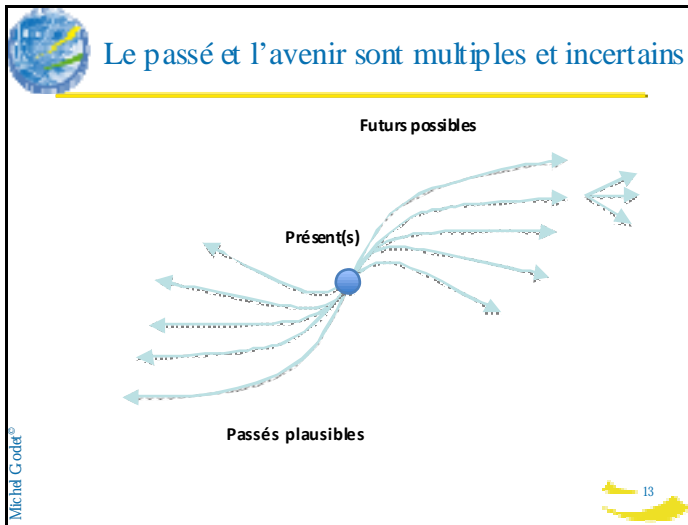 Le passé et l'avenir sont multiples et incertains
Futurs possibles
Présent(s)
Passés plausibles
Michel Godet©
13